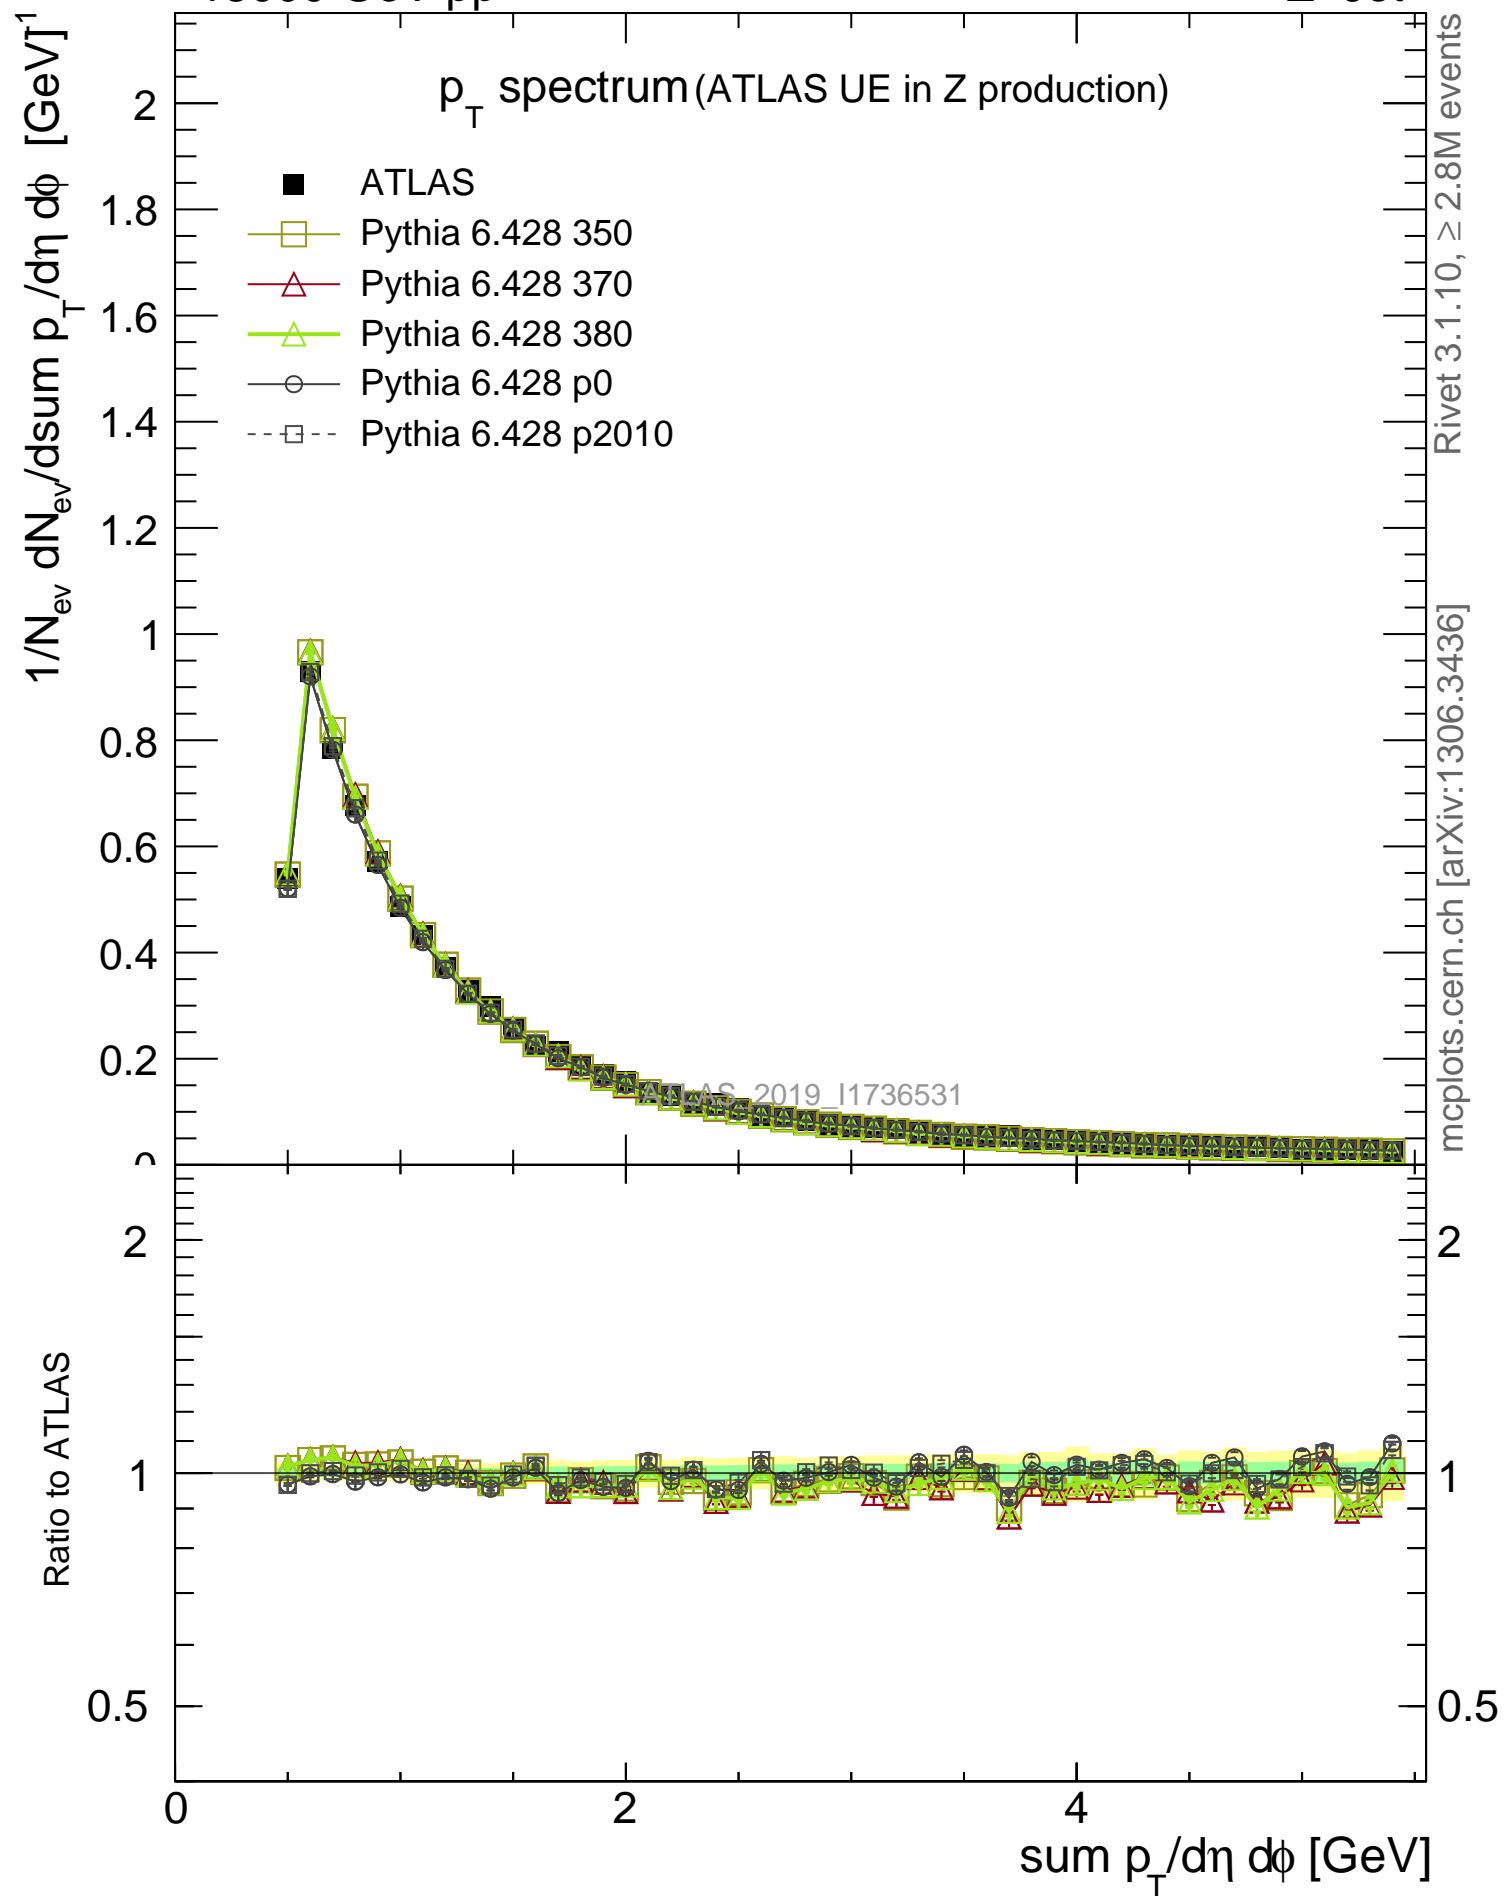 p_T spectrum (ATLAS UE in Z production)
ATLAS
Pythia 6.428 350
Pythia 6.428 370
Pythia 6.428 380
Pythia 6.428 p0
Pythia 6.428 p2010
1/N_ev dN_ev/dsum p_T/dη dϕ [GeV]^-1
2
1.8
1.6
1.4
1.2
1
0.8
0.6
0.4
0.2
0
ATLAS_2019_I1736531
Rivet 3.1.10, ≥ 2.8M events
mcplots.cern.ch [arXiv:1306.3436]
Ratio to ATLAS
2
1
0.5
2
1
0.5
0
2
4
sum p_T/dη dϕ [GeV]